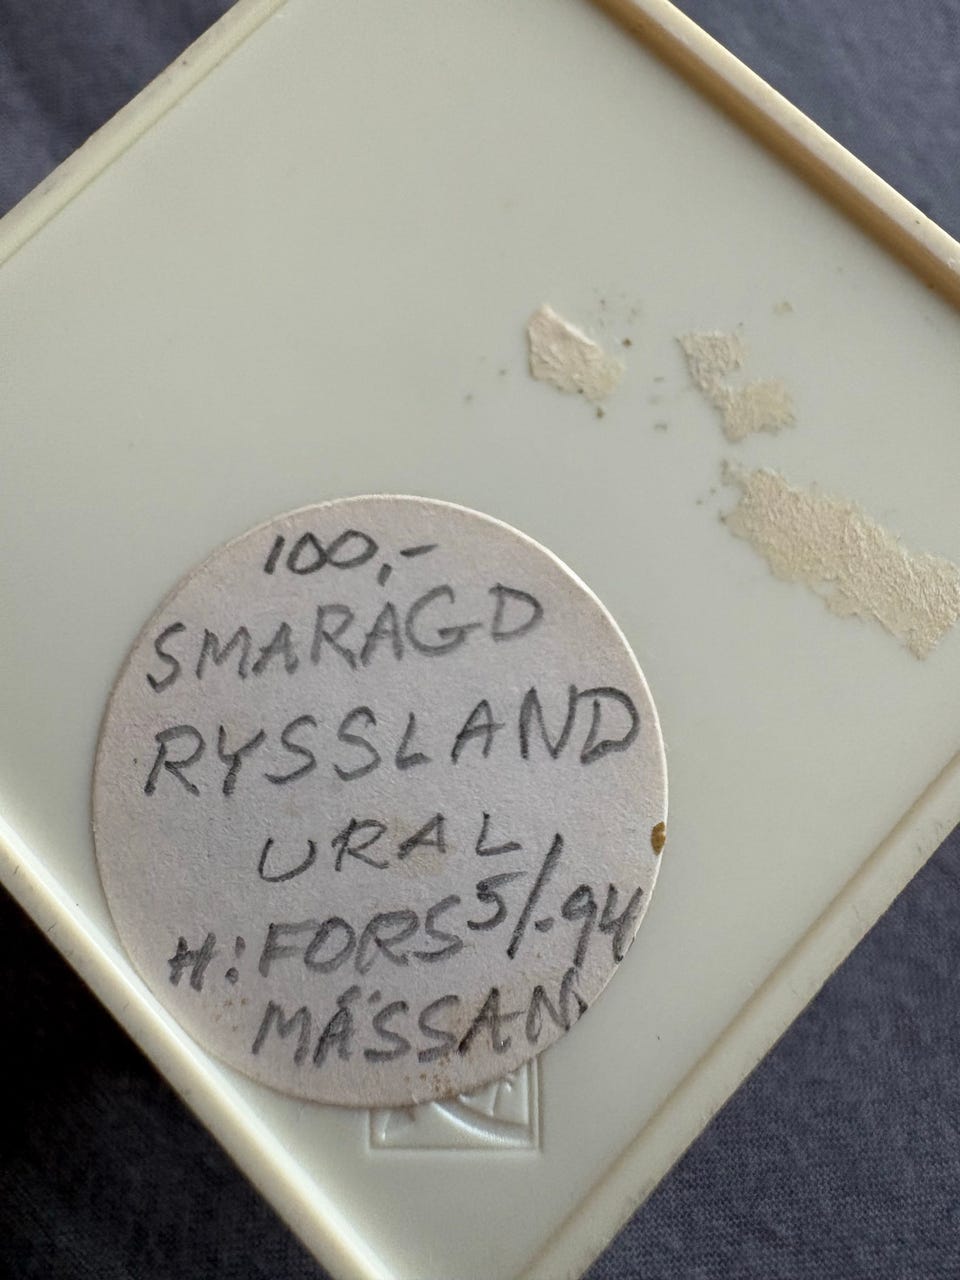 100,-
SMARAGD
RYSSLAND
URAL
H:FORS 5/-94
MÄSSAN